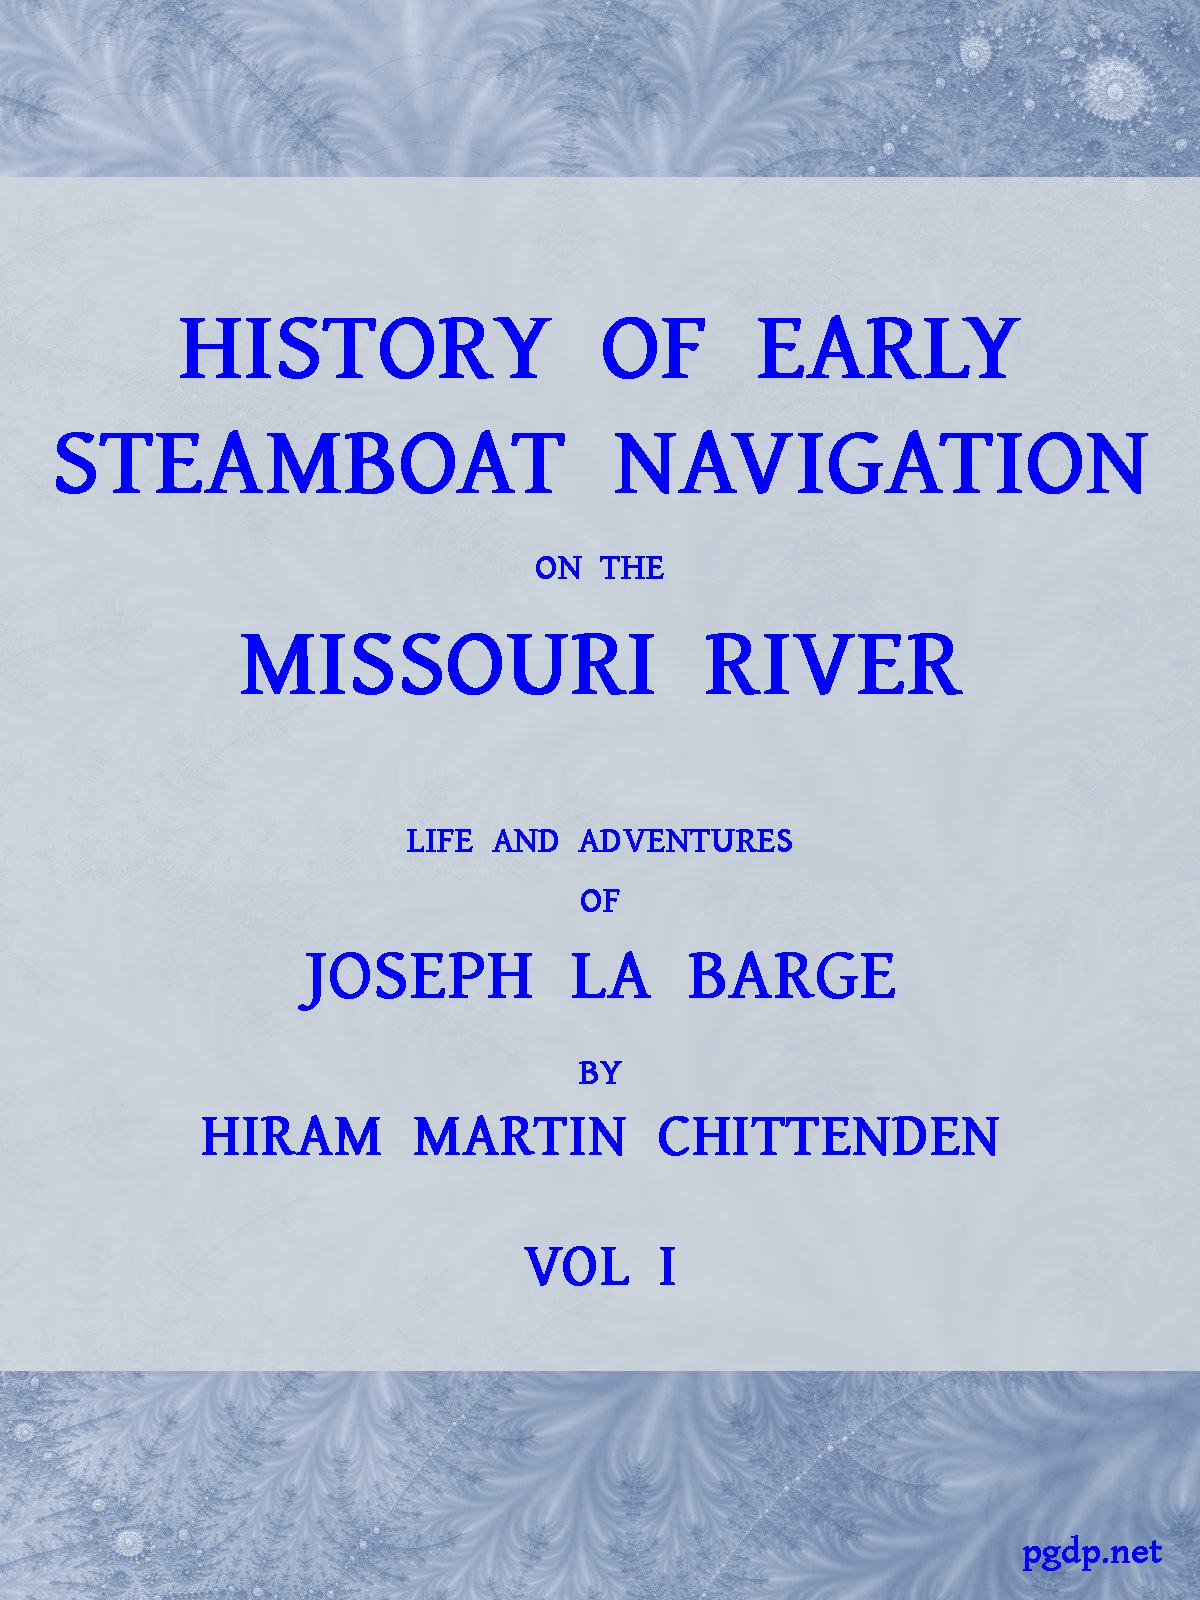 HISTORY OF EARLY
STEAMBOAT NAVIGATION
ON THE
MISSOURI RIVER
LIFE AND ADVENTURES
OF
JOSEPH LA BARGE
BY
HIRAM MARTIN CHITTENDEN
VOL I
pgdp.net